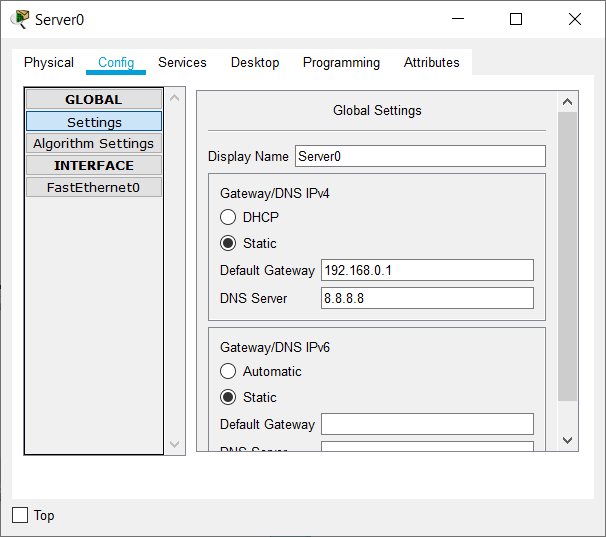 Server0
Physical Config Services Desktop Programming Attributes
GLOBAL
Settings
Algorithm Settings
INTERFACE
FastEthernet0
Global Settings
Display Name Server0
Gateway/DNS IPv4
DHCP
Static
Default Gateway 192.168.0.1
DNS Server 8.8.8.8
Gateway/DNS IPv6
Automatic
Static
Default Gateway
DNS Server
Top